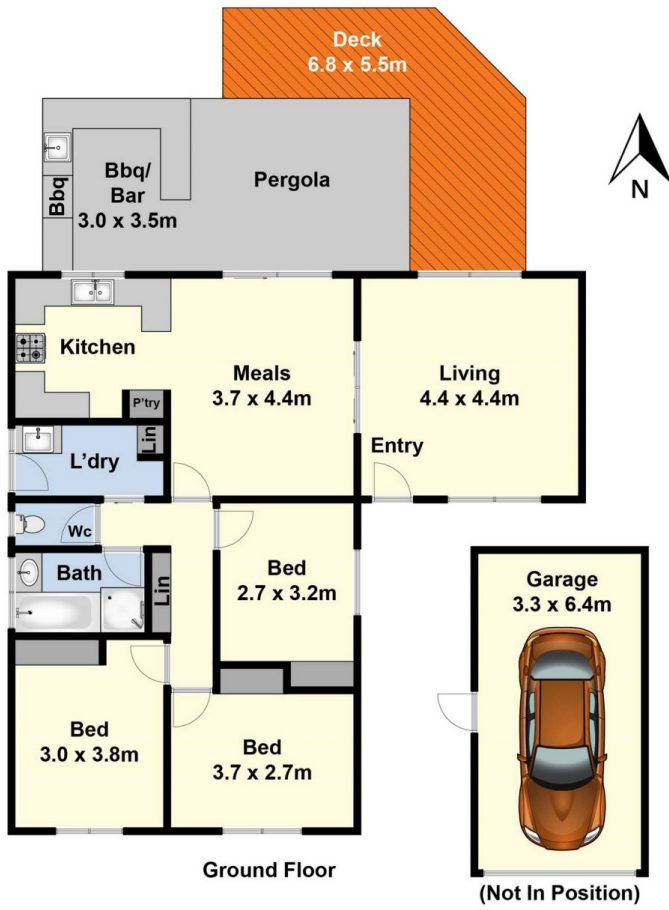 Deck
6.8 x 5.5m
Bbq
Bbq/
Bar
3.0 x 3.5m
Pergola
N
Kitchen
P'try
Meals
3.7 x 4.4m
Living
4.4 x 4.4m
Entry
L'dry
Lin
Wc
Bath
Lin
Bed
2.7 x 3.2m
Garage
3.3 x 6.4m
Bed
3.0 x 3.8m
Bed
3.7 x 2.7m
Ground Floor
(Not In Position)